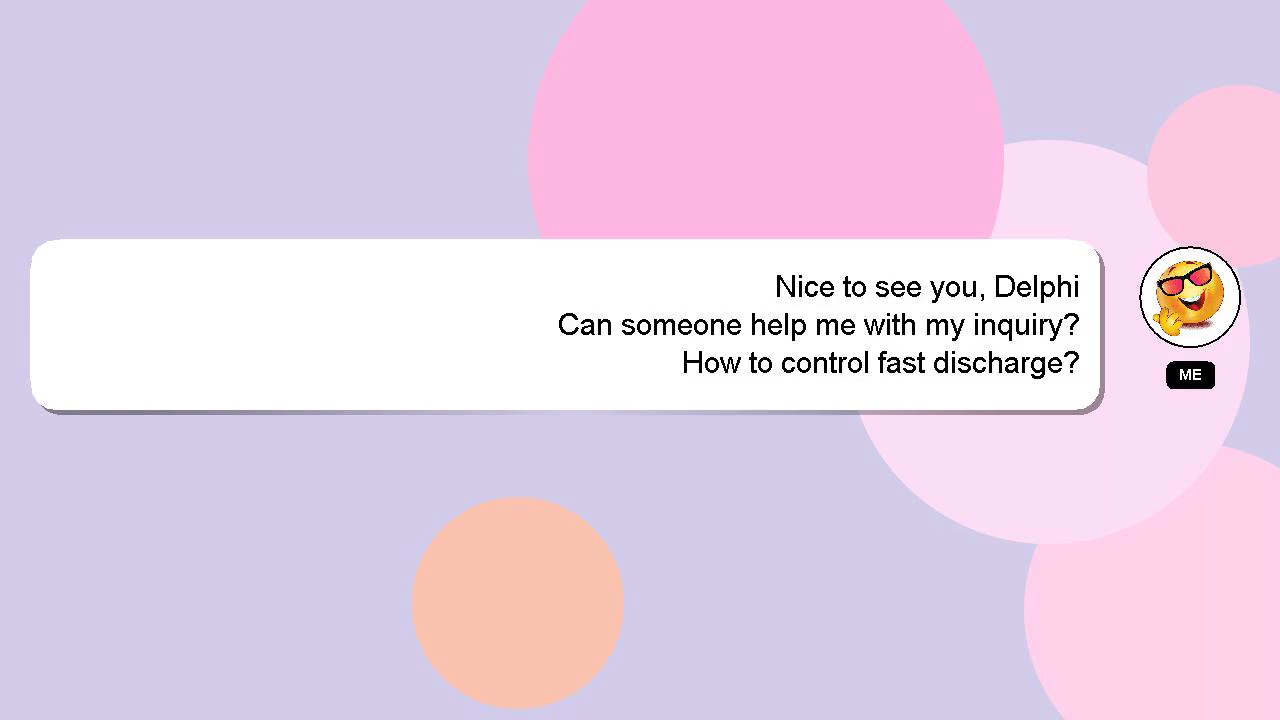 Nice to see you, Delphi
Can someone help me with my inquiry?
How to control fast discharge?
ME